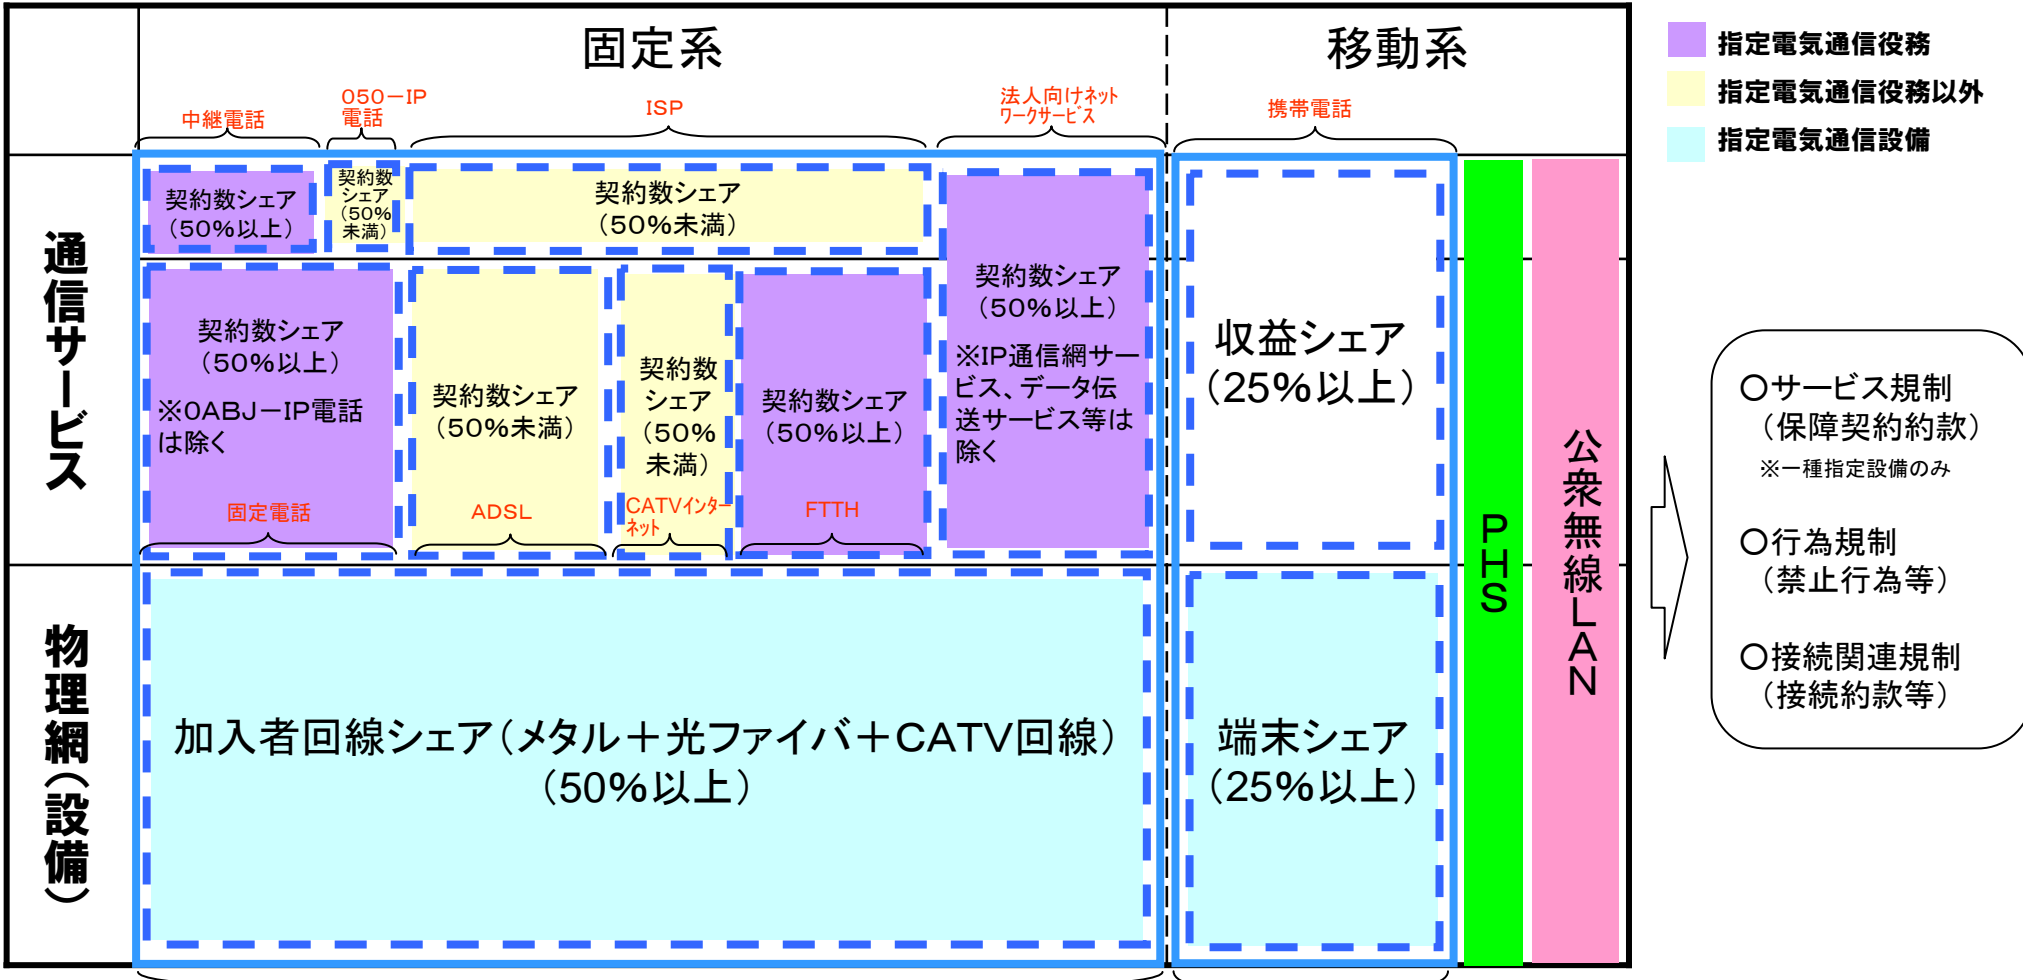 固定系
移動系
指定電気通信役務
指定電気通信役務以外
指定電気通信設備
中継電話
050－IP
電話
ISP
法人向けネット
ワークサービス
携帯電話
通信サービス
契約数シェア
（50%以上）
契約数
シェア
（50%
未満）
契約数シェア
（50%未満）
契約数シェア
（50%以上）
※0ABJ－IP電話
は除く
固定電話
契約数シェア
（50%未満）
ADSL
契約数
シェア
（50%
未満）
CATVインター
ネット
契約数シェア
（50%以上）
FTTH
契約数シェア
（50%以上）
※IP通信網サー
ビス、データ伝
送サービス等は
除く
収益シェア
（25%以上）
PHS
公衆無線LAN
物理網（設備）
加入者回線シェア（メタル＋光ファイバ＋CATV回線）
（50%以上）
端末シェア
（25%以上）
○サービス規制
（保障契約約款）
※一種指定設備のみ
○行為規制
（禁止行為等）
○接続関連規制
（接続約款等）